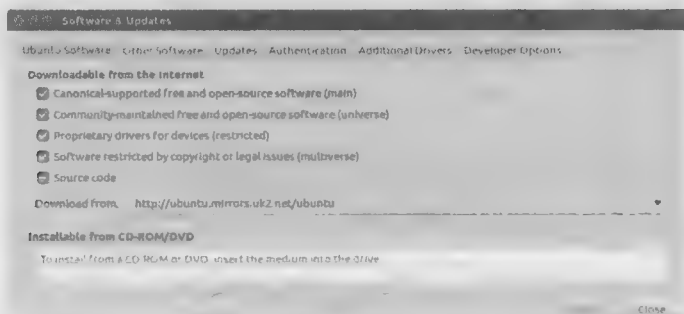 Software & Updates
Ubuntu Software Other Software Updates Authentication Additional Drivers Developer Options
Downloadable from the Internet
Canonical-supported free and open-source software (main)
Community-maintained free and open-source software (universe)
Proprietary drivers for devices (restricted)
Software restricted by copyright or legal issues (multiverse)
Source code
Download from: http://ubuntu.mirrors.uk2.net/ubuntu
Installable from CD-ROM/DVD
To install from a CD-ROM or DVD, insert the medium into the drive.
Close